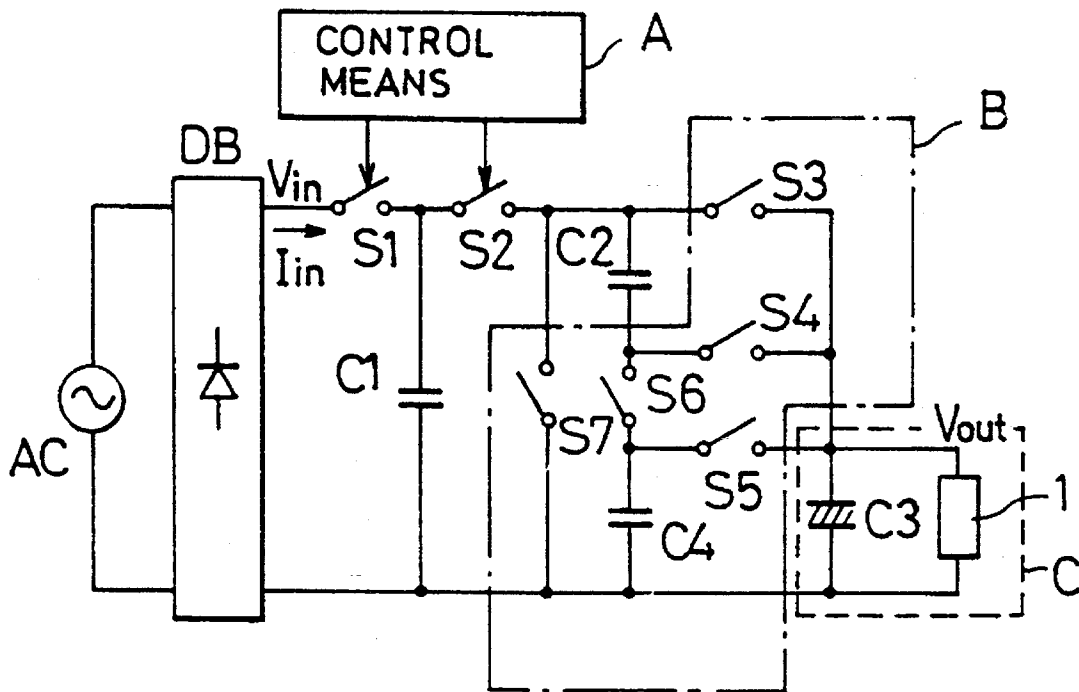 CONTROL
MEANS
A
B
DB
Vin
Iin
S1
S2
C2
S3
S4
C1
S6
S7
AC
Vout
S5
C4
C3
1
C